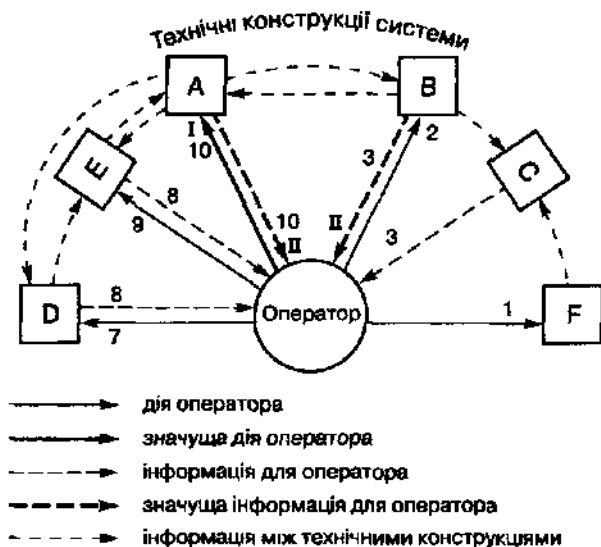 Технічні конструкції системи
A
B
I
10
2
E
3
C
8
9
10
II
II
3
D
8
7
Оператор
1
F
дія оператора
значуща дія оператора
інформація для оператора
значуща інформація для оператора
інформація між технічними конструкціями